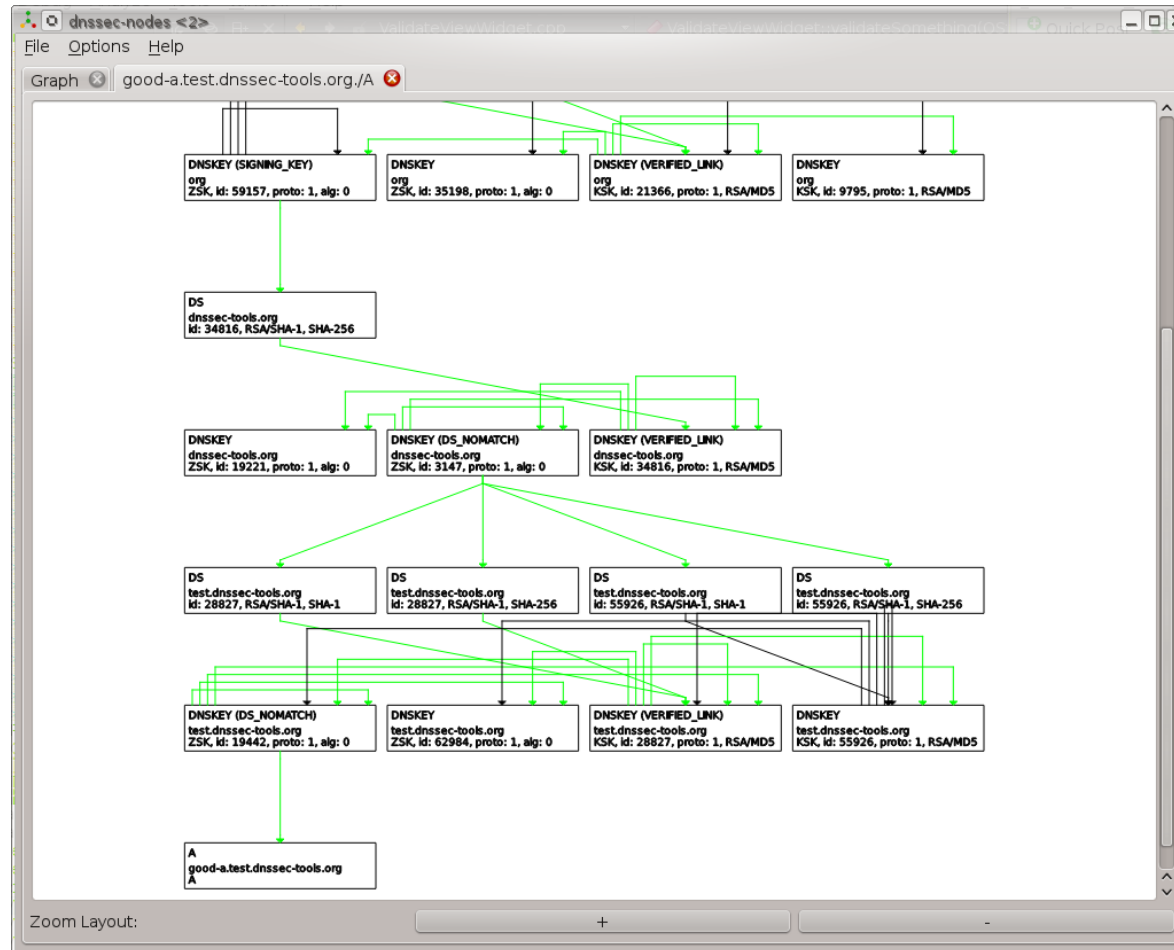 dnssec-nodes <2>
File Options Help
Graph
good-a.test.dnssec-tools.org./A
DNSKEY (SIGNING_KEY)
org
ZSK, id: 59157, proto: 1, alg: 0
DNSKEY
org
ZSK, id: 35198, proto: 1, alg: 0
DNSKEY (VERIFIED_LINK)
org
KSK, id: 21366, proto: 1, RSA/MD5
DNSKEY
org
KSK, id: 9795, proto: 1, RSA/MD5
DS
dnssec-tools.org
id: 34816, RSA/SHA-1, SHA-256
DNSKEY
dnssec-tools.org
ZSK, id: 19221, proto: 1, alg: 0
DNSKEY (DS_NOMATCH)
dnssec-tools.org
ZSK, id: 3147, proto: 1, alg: 0
DNSKEY (VERIFIED_LINK)
dnssec-tools.org
KSK, id: 34816, proto: 1, RSA/MD5
DS
test.dnssec-tools.org
id: 28827, RSA/SHA-1, SHA-1
DS
test.dnssec-tools.org
id: 28827, RSA/SHA-1, SHA-256
DS
test.dnssec-tools.org
id: 55926, RSA/SHA-1, SHA-1
DS
test.dnssec-tools.org
id: 55926, RSA/SHA-1, SHA-256
DNSKEY (DS_NOMATCH)
test.dnssec-tools.org
ZSK, id: 19442, proto: 1, alg: 0
DNSKEY
test.dnssec-tools.org
ZSK, id: 62984, proto: 1, alg: 0
DNSKEY (VERIFIED_LINK)
test.dnssec-tools.org
KSK, id: 28827, proto: 1, RSA/MD5
DNSKEY
test.dnssec-tools.org
KSK, id: 55926, proto: 1, RSA/MD5
A
good-a.test.dnssec-tools.org
A
Zoom Layout:
+
-